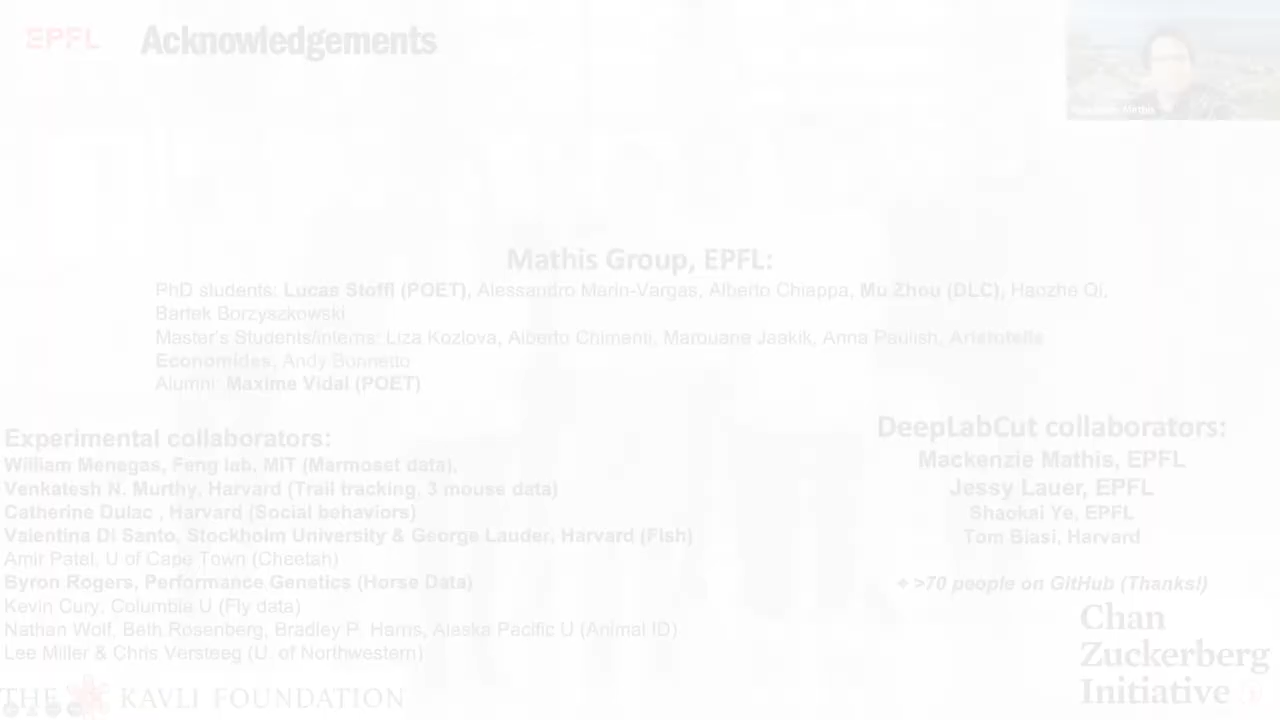 EPFL
Acknowledgements
Mathis
Mathis Group, EPFL:
PhD students: Lucas Stoffl (POET), Alessandro Marin-Vargas, Alberto Chiappa, Mu Zhou (DLC), Haozhe Qi,
Bartek Borzyszkowski
Master's Students/interns: Liza Kozlova, Alberto Chimenti, Marouane Jaakik, Anna Paulish, Aristotelis
Economides, Andy Bonnetto
Alumni: Maxime Vidal (POET)
Experimental collaborators:
William Menegas, Feng lab, MIT (Marmoset data),
Venkatesh N. Murthy, Harvard (Trail tracking, 3 mouse data)
Catherine Dulac , Harvard (Social behaviors)
Valentina Di Santo, Stockholm University & George Lauder, Harvard (Fish)
Amir Patel, U of Cape Town (Cheetah)
Byron Rogers, Performance Genetics (Horse Data)
Kevin Cury, Columbia U (Fly data)
Nathan Wolf, Beth Rosenberg, Bradley P. Harris, Alaska Pacific U (Animal ID)
Lee Miller & Chris Versteeg (U. of Northwestern)
DeepLabCut collaborators:
Mackenzie Mathis, EPFL
Jessy Lauer, EPFL
Shaokai Ye, EPFL
Tom Biasi, Harvard
+ >70 people on GitHub (Thanks!)
THE KAVLI FOUNDATION
Chan
Zuckerberg
Initiative